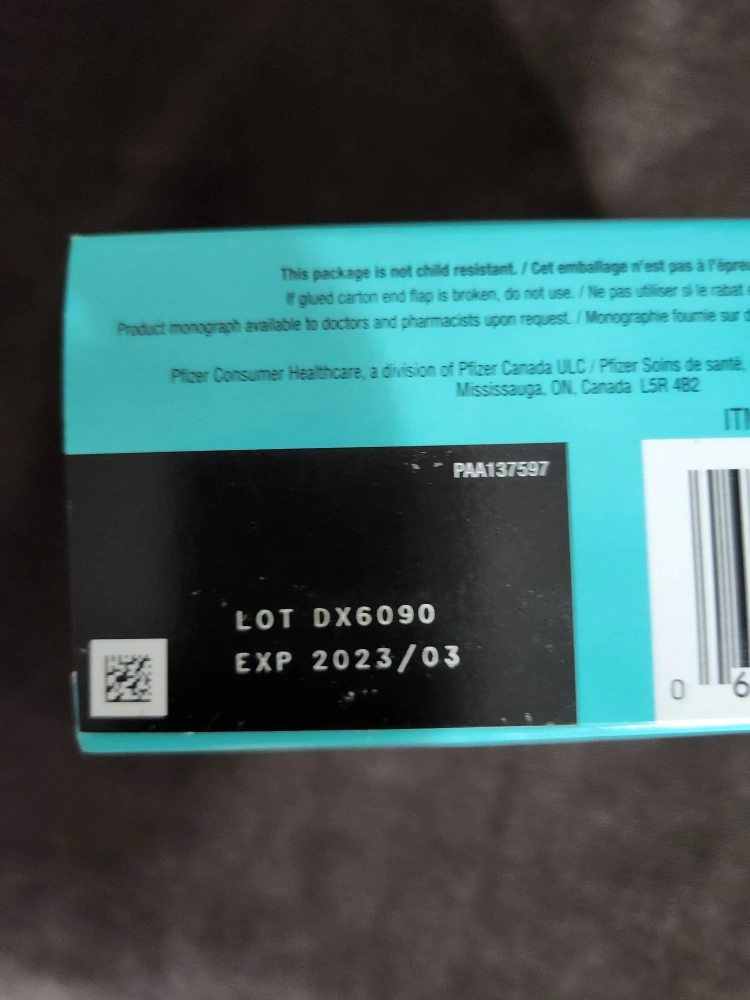 This package is not child resistant. / Cet emballage n'est pas à l'épreu
If glued carton end flap is broken, do not use. / Ne pas utiliser si le rabat
Product monograph available to doctors and pharmacists upon request. / Monographie fournie sur d
Pfizer Consumer Healthcare, a division of Pfizer Canada ULC / Pfizer Soins de santé,
Mississauga, ON, Canada L5R 4B2
ITM
PAA137597
LOT DX6090
EXP 2023/03
0 6